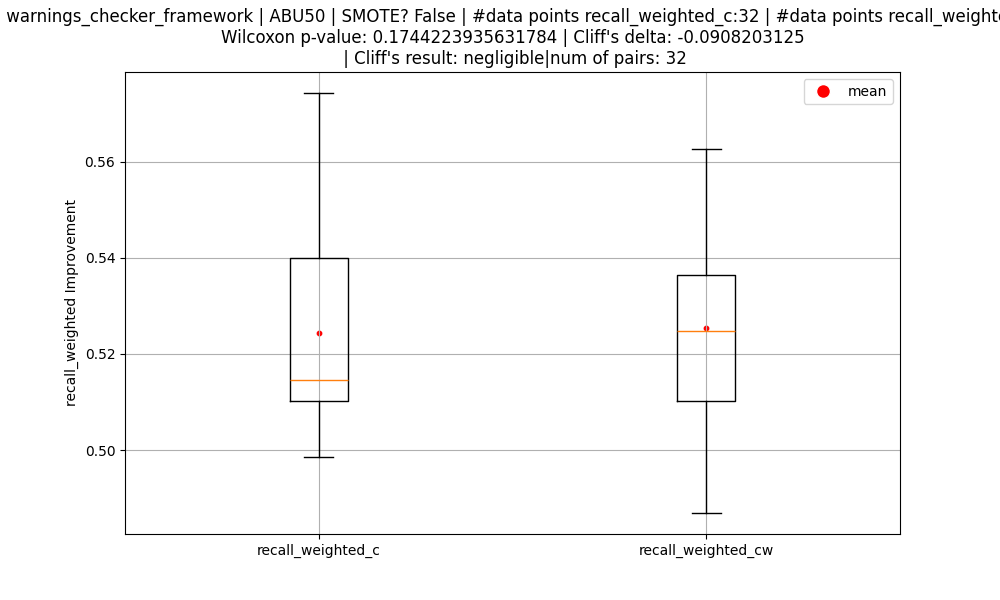 warnings_checker_framework | ABU50 | SMOTE? False | #data points recall_weighted_c:32 | #data points
Wilcoxon p-value: 0.1744223935631784 | Cliff's delta: -0.0908203125
| Cliff's result: negligible|num of pairs: 32
mean
0.56
0.54
0.52
0.50
recall_weighted Improvement
recall_weighted_c
recall_weighted_cw